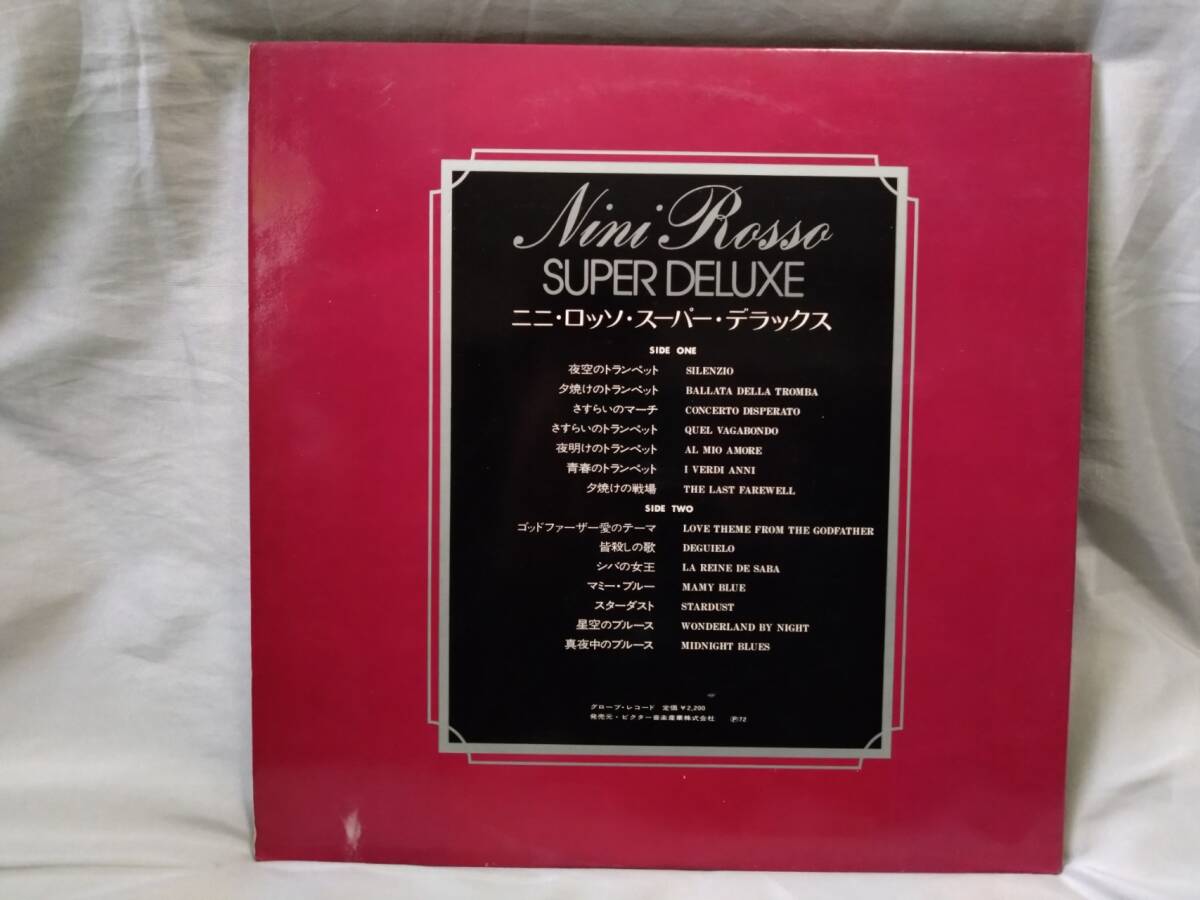 Nini Rosso
SUPER DELUXE
ニニ・ロッソ・スーパー・デラックス
SIDE ONE
夜空のトランペット SILENZIO
夕焼けのトランペット BALLATA DELLA TROMBA
さすらいのマーチ CONCERTO DISPERATO
さすらいのトランペット QUEL VAGABONDO
夜明けのトランペット AL MIO AMORE
青春のトランペット I VERDI ANNI
夕焼けの戦場 THE LAST FAREWELL
SIDE TWO
ゴッドファーザー愛のテーマ LOVE THEME FROM THE GODFATHER
皆殺しの歌 DEGUIELO
シバの女王 LA REINE DE SABA
マミー・ブルー MAMY BLUE
スターダスト STARDUST
星空のブルース WONDERLAND BY NIGHT
真夜中のブルース MIDNIGHT BLUES
グローブ・レコード 定価 ¥2,200
発売元・ビクター音楽産業株式会社 Ⓟ72